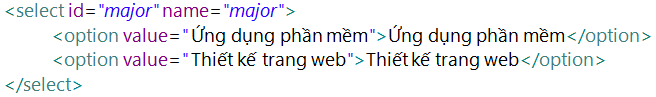 <select id="major" name="major">
<option value="Ứng dụng phần mềm">Ứng dụng phần mềm</option>
<option value="Thiết kế trang web">Thiết kế trang web</option>
</select>